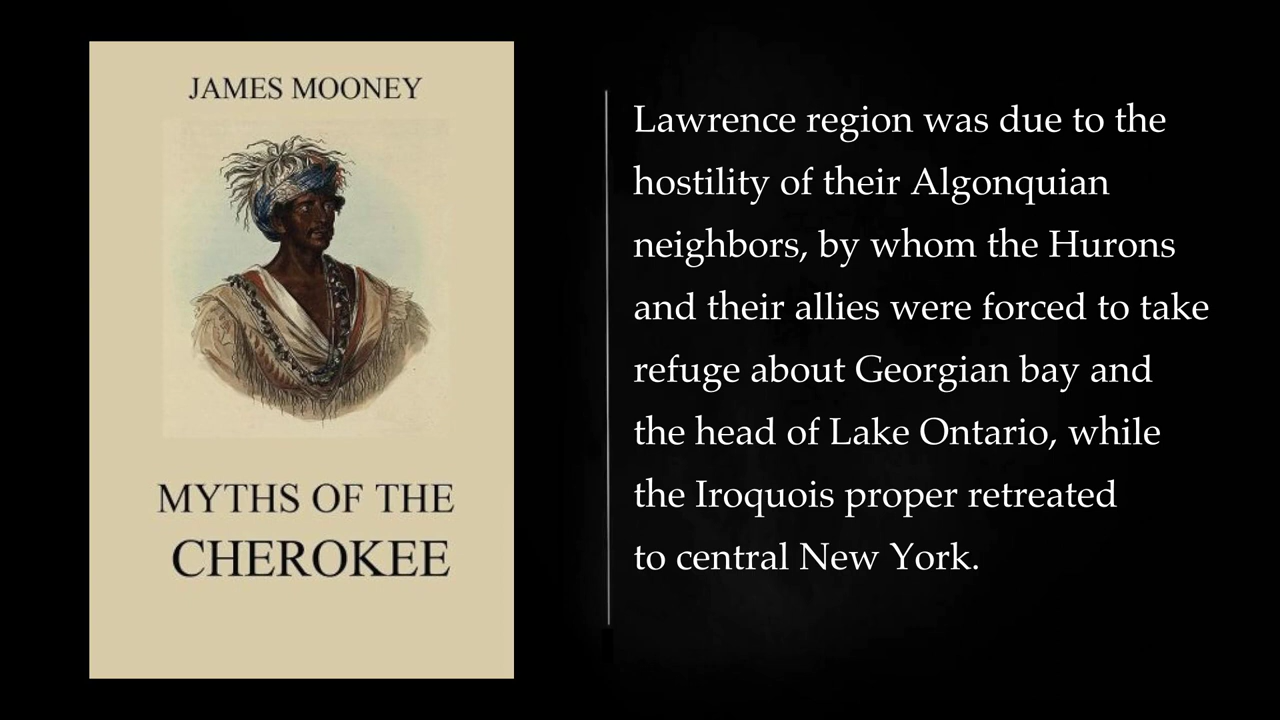 JAMES MOONEY
MYTHS OF THE
CHEROKEE
Lawrence region was due to the
hostility of their Algonquian
neighbors, by whom the Hurons
and their allies were forced to take
refuge about Georgian bay and
the head of Lake Ontario, while
the Iroquois proper retreated
to central New York.